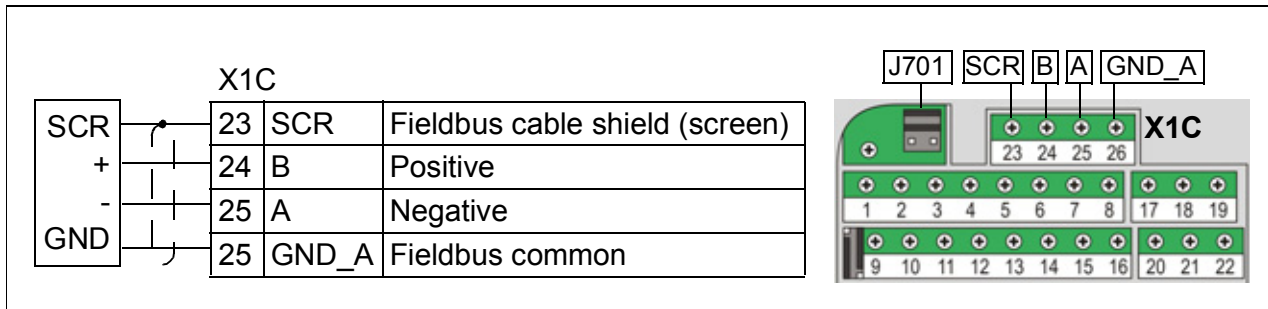 X1C
SCR 23 SCR Fieldbus cable shield (screen)
+ 24 B Positive
- 25 A Negative
GND 25 GND_A Fieldbus common
J701 SCR B A GND_A
X1C
23 24 25 26
1 2 3 4 5 6 7 8 17 18 19
9 10 11 12 13 14 15 16 20 21 22